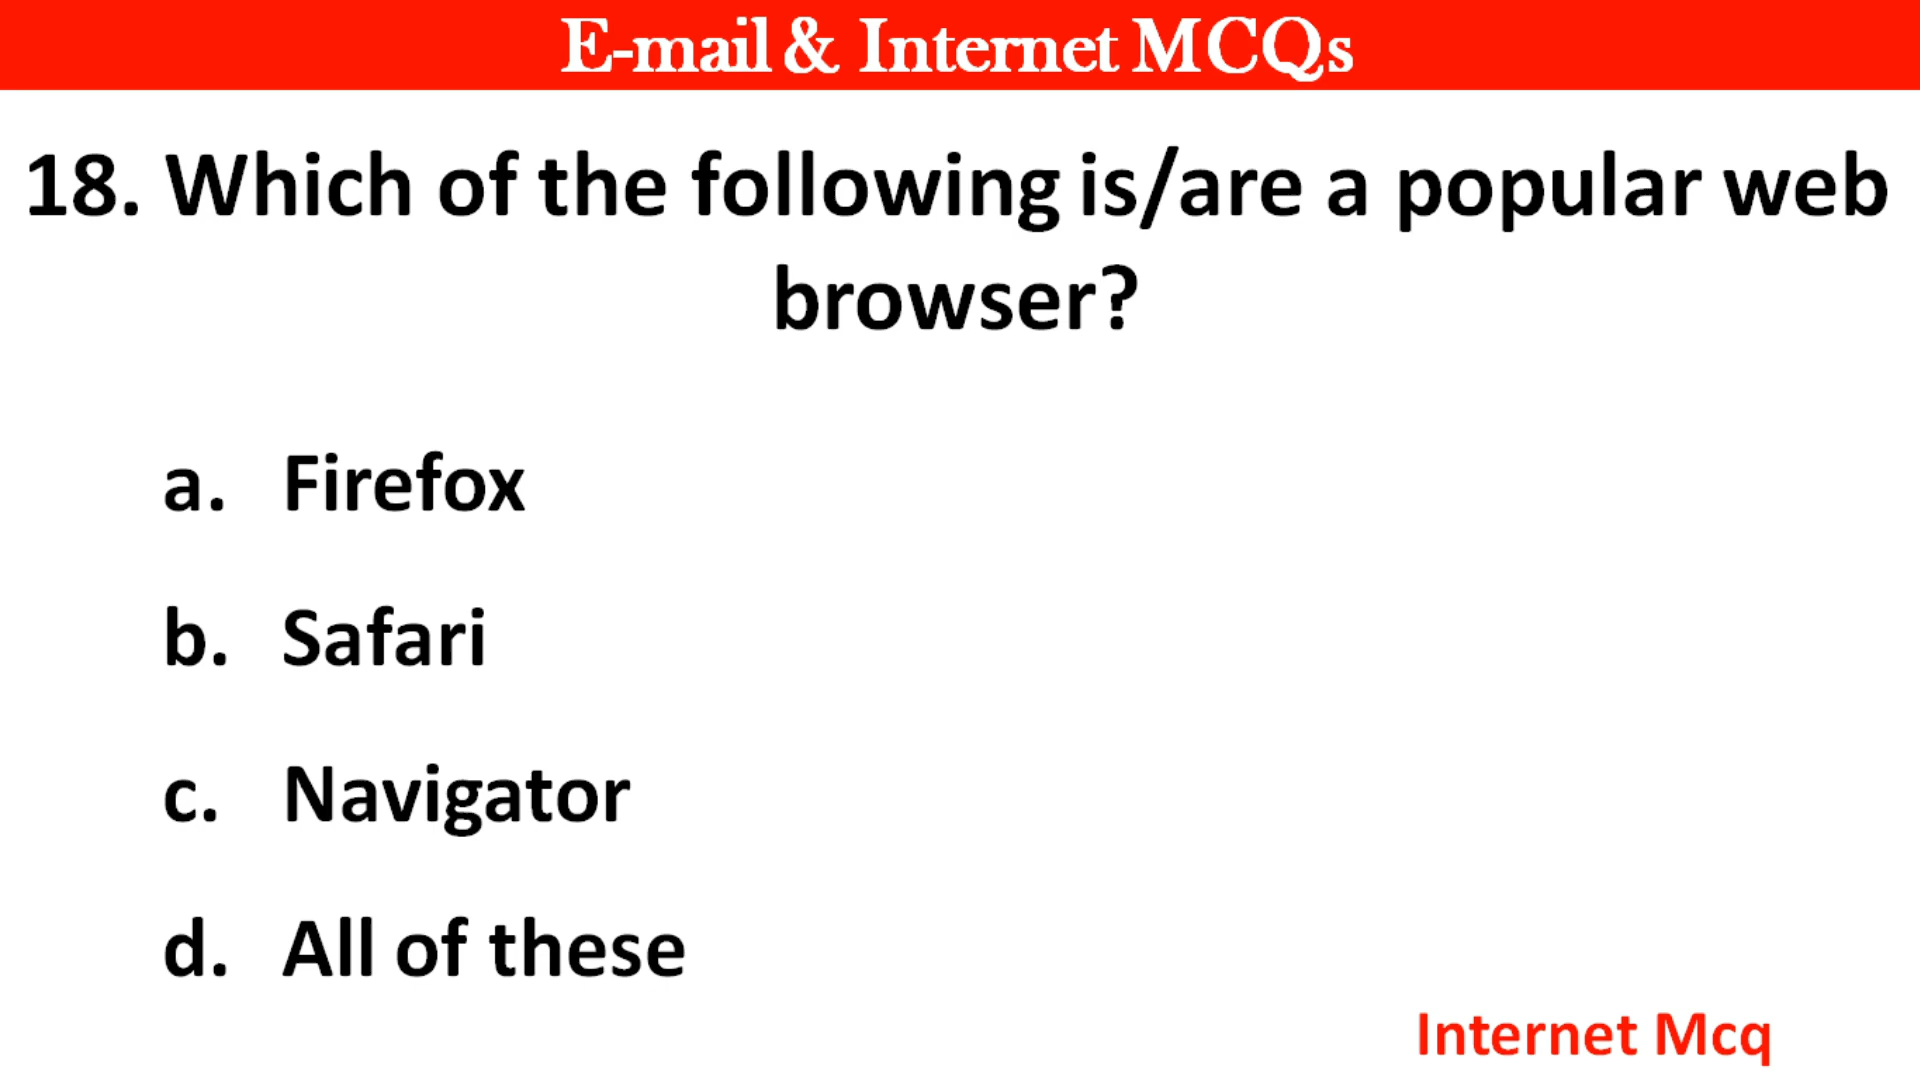 E-mail & Internet MCQs
18. Which of the following is/are a popular web
browser?
a. Firefox
b. Safari
c. Navigator
d. All of these
Internet Mcq